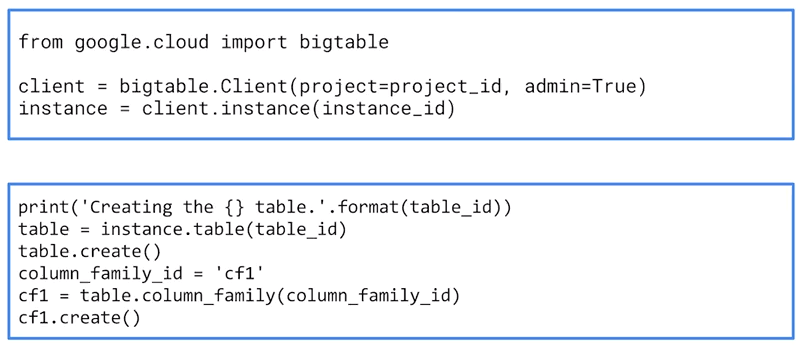 from google.cloud import bigtable
client = bigtable.Client(project=project_id, admin=True)
instance = client.instance(instance_id)
print('Creating the {} table.'.format(table_id))
table = instance.table(table_id)
table.create()
column_family_id = 'cf1'
cf1 = table.column_family(column_family_id)
cf1.create()